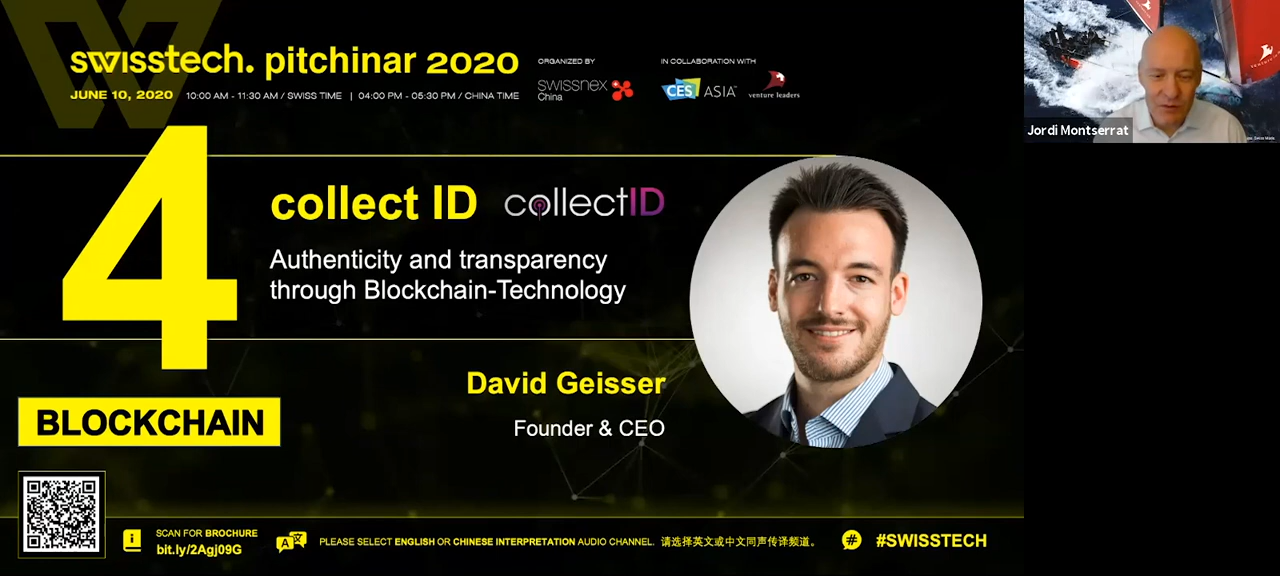 swisstech. pitchinar 2020
JUNE 10, 2020 10:00 AM - 11:30 AM / SWISS TIME | 04:00 PM - 05:30 PM / CHINA TIME
ORGANIZED BY
swissnex
China
IN COLLABORATION WITH
CES ASIA™
venture leaders
Jordi Montserrat
4
collect ID collectID
Authenticity and transparency
through Blockchain-Technology
David Geisser
Founder & CEO
BLOCKCHAIN
SCAN FOR BROCHURE
bit.ly/2Agj09G
PLEASE SELECT ENGLISH OR CHINESE INTERPRETATION AUDIO CHANNEL. 请选择英文或中文同声传译频道。
#SWISSTECH